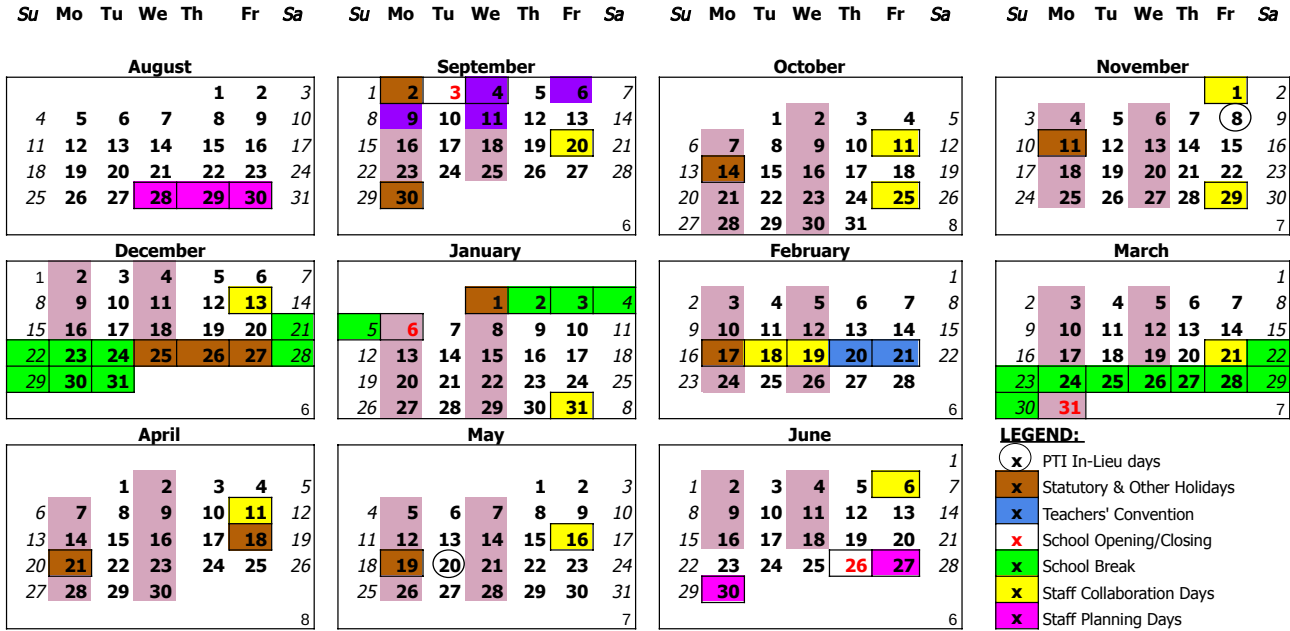 Su Mo Tu We Th Fr Sa
Su Mo Tu We Th Fr Sa
Su Mo Tu We Th Fr Sa
Su Mo Tu We Th Fr Sa
August
1 2 3
4 5 6 7 8 9 10
11 12 13 14 15 16 17
18 19 20 21 22 23 24
25 26 27 28 29 30 31
September
1 2 3 4 5 6 7
8 9 10 11 12 13 14
15 16 17 18 19 20 21
22 23 24 25 26 27 28
29 30
6
October
1 2 3 4 5
6 7 8 9 10 11 12
13 14 15 16 17 18 19
20 21 22 23 24 25 26
27 28 29 30 31 8
November
1 2
3 4 5 6 7 8 9
10 11 12 13 14 15 16
17 18 19 20 21 22 23
24 25 26 27 28 29 30
7
December
1 2 3 4 5 6 7
8 9 10 11 12 13 14
15 16 17 18 19 20 21
22 23 24 25 26 27 28
29 30 31
6
January
1 2 3 4
5 6 7 8 9 10 11
12 13 14 15 16 17 18
19 20 21 22 23 24 25
26 27 28 29 30 31 8
February
1
2 3 4 5 6 7 8
9 10 11 12 13 14 15
16 17 18 19 20 21 22
23 24 25 26 27 28
6
March
1
2 3 4 5 6 7 8
9 10 11 12 13 14 15
16 17 18 19 20 21 22
23 24 25 26 27 28 29
30 31 7
April
1 2 3 4 5
6 7 8 9 10 11 12
13 14 15 16 17 18 19
20 21 22 23 24 25 26
27 28 29 30
8
May
1 2 3
4 5 6 7 8 9 10
11 12 13 14 15 16 17
18 19 20 21 22 23 24
25 26 27 28 29 30 31
7
June
1
1 2 3 4 5 6 7
8 9 10 11 12 13 14
15 16 17 18 19 20 21
22 23 24 25 26 27 28
29 30
6
LEGEND:
x PTI In-Lieu days
x Statutory & Other Holidays
x Teachers' Convention
x School Opening/Closing
x School Break
x Staff Collaboration Days
x Staff Planning Days